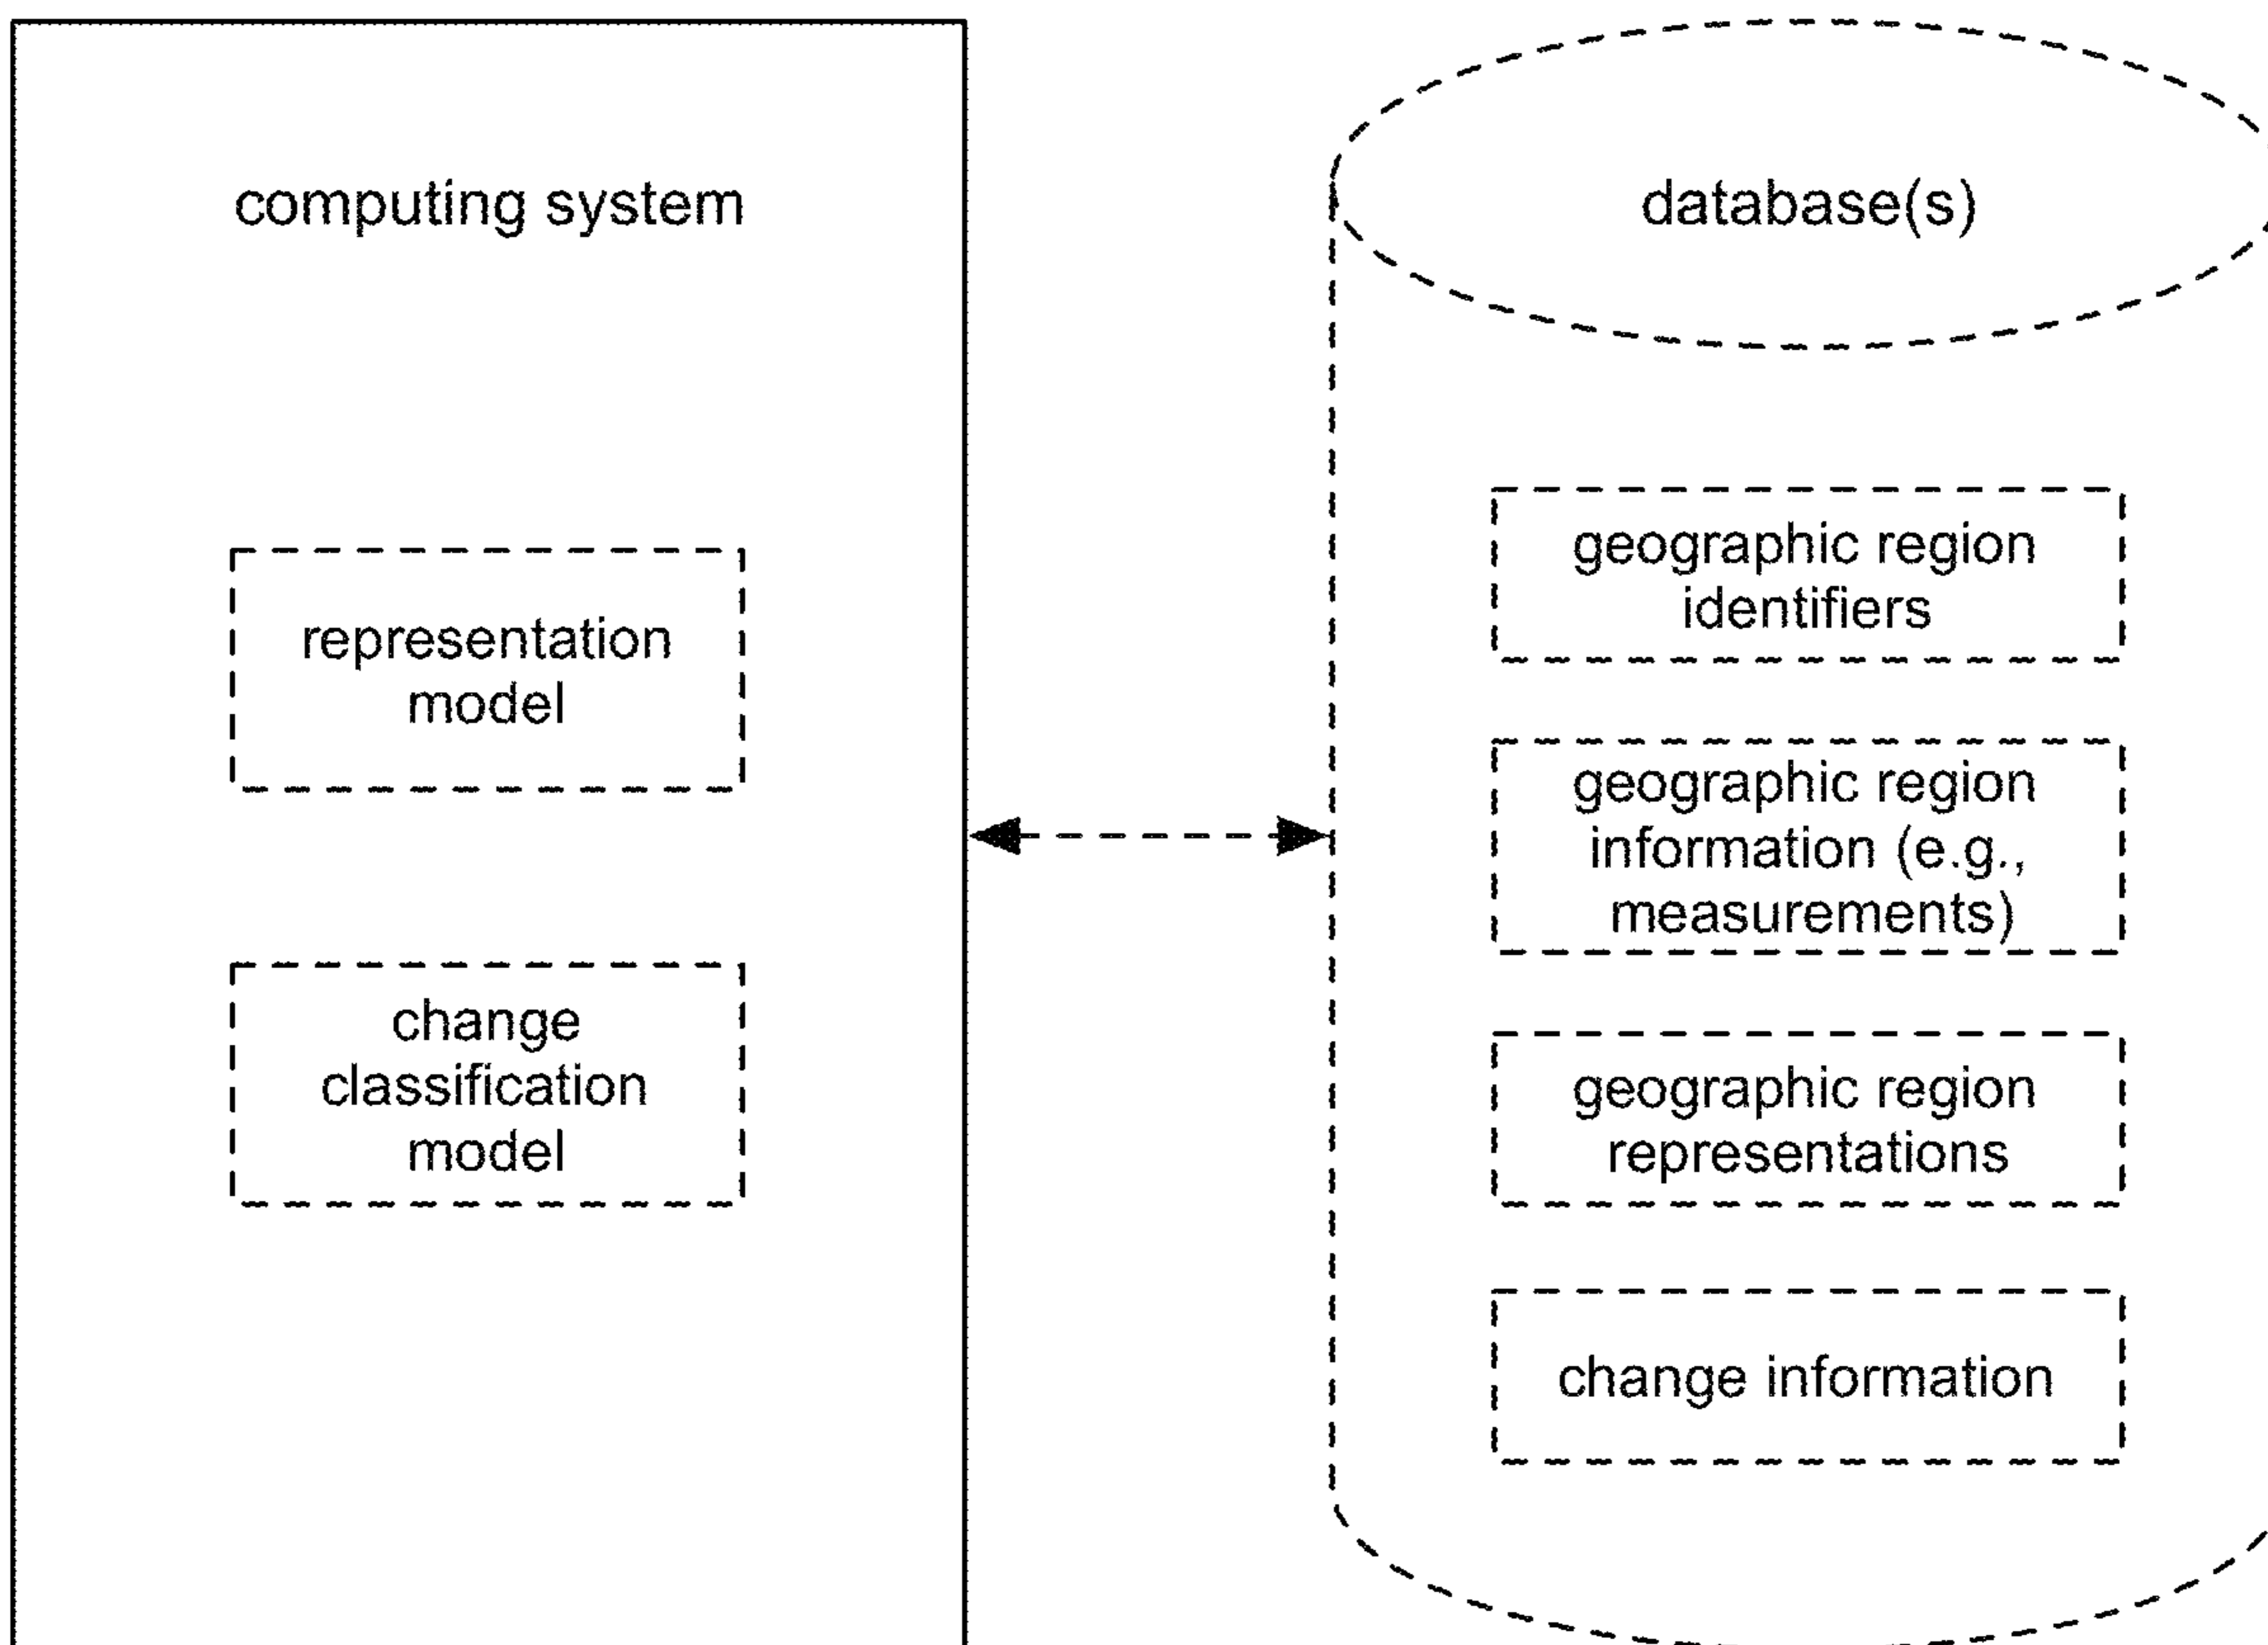 computing system
representation
model
change
classification
model
database(s)
geographic region
identifiers
geographic region
information (e.g.,
measurements)
geographic region
representations
change information